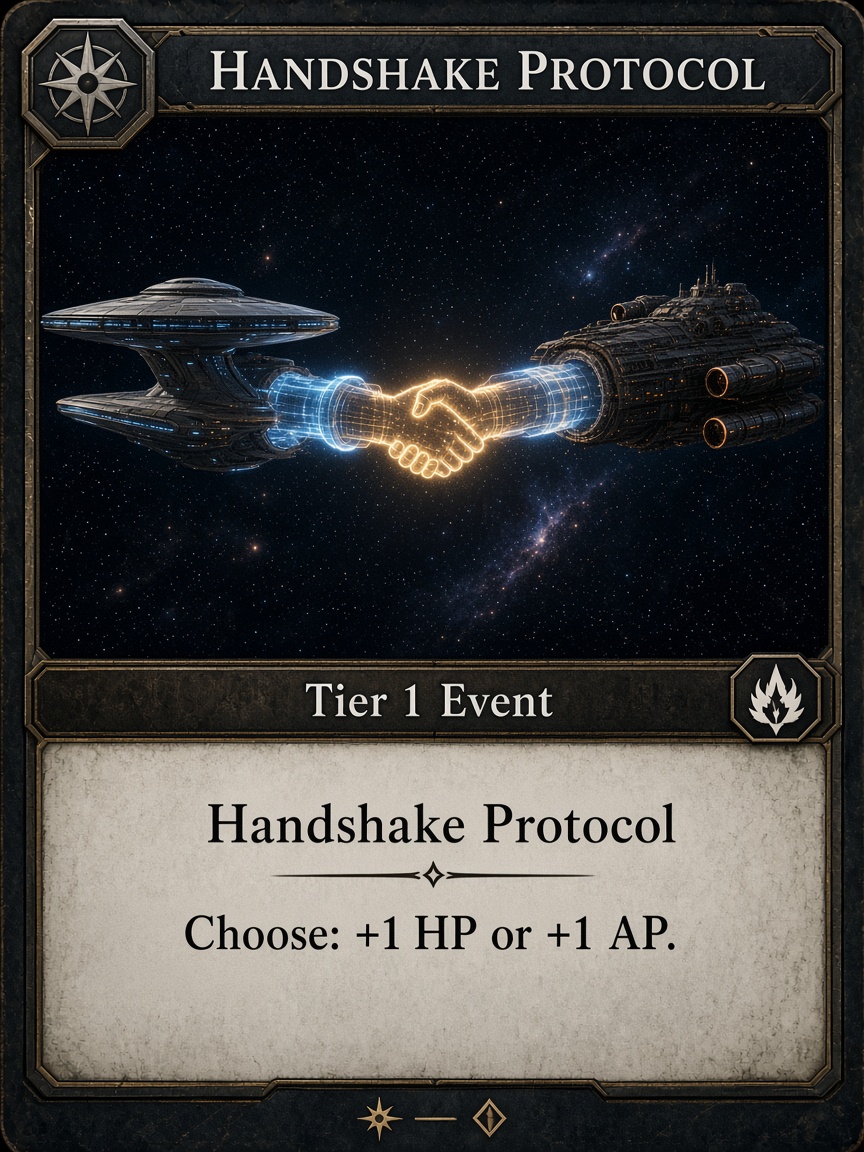 HANDSHAKE PROTOCOL
Tier 1 Event
Handshake Protocol
Choose: +1 HP or +1 AP.